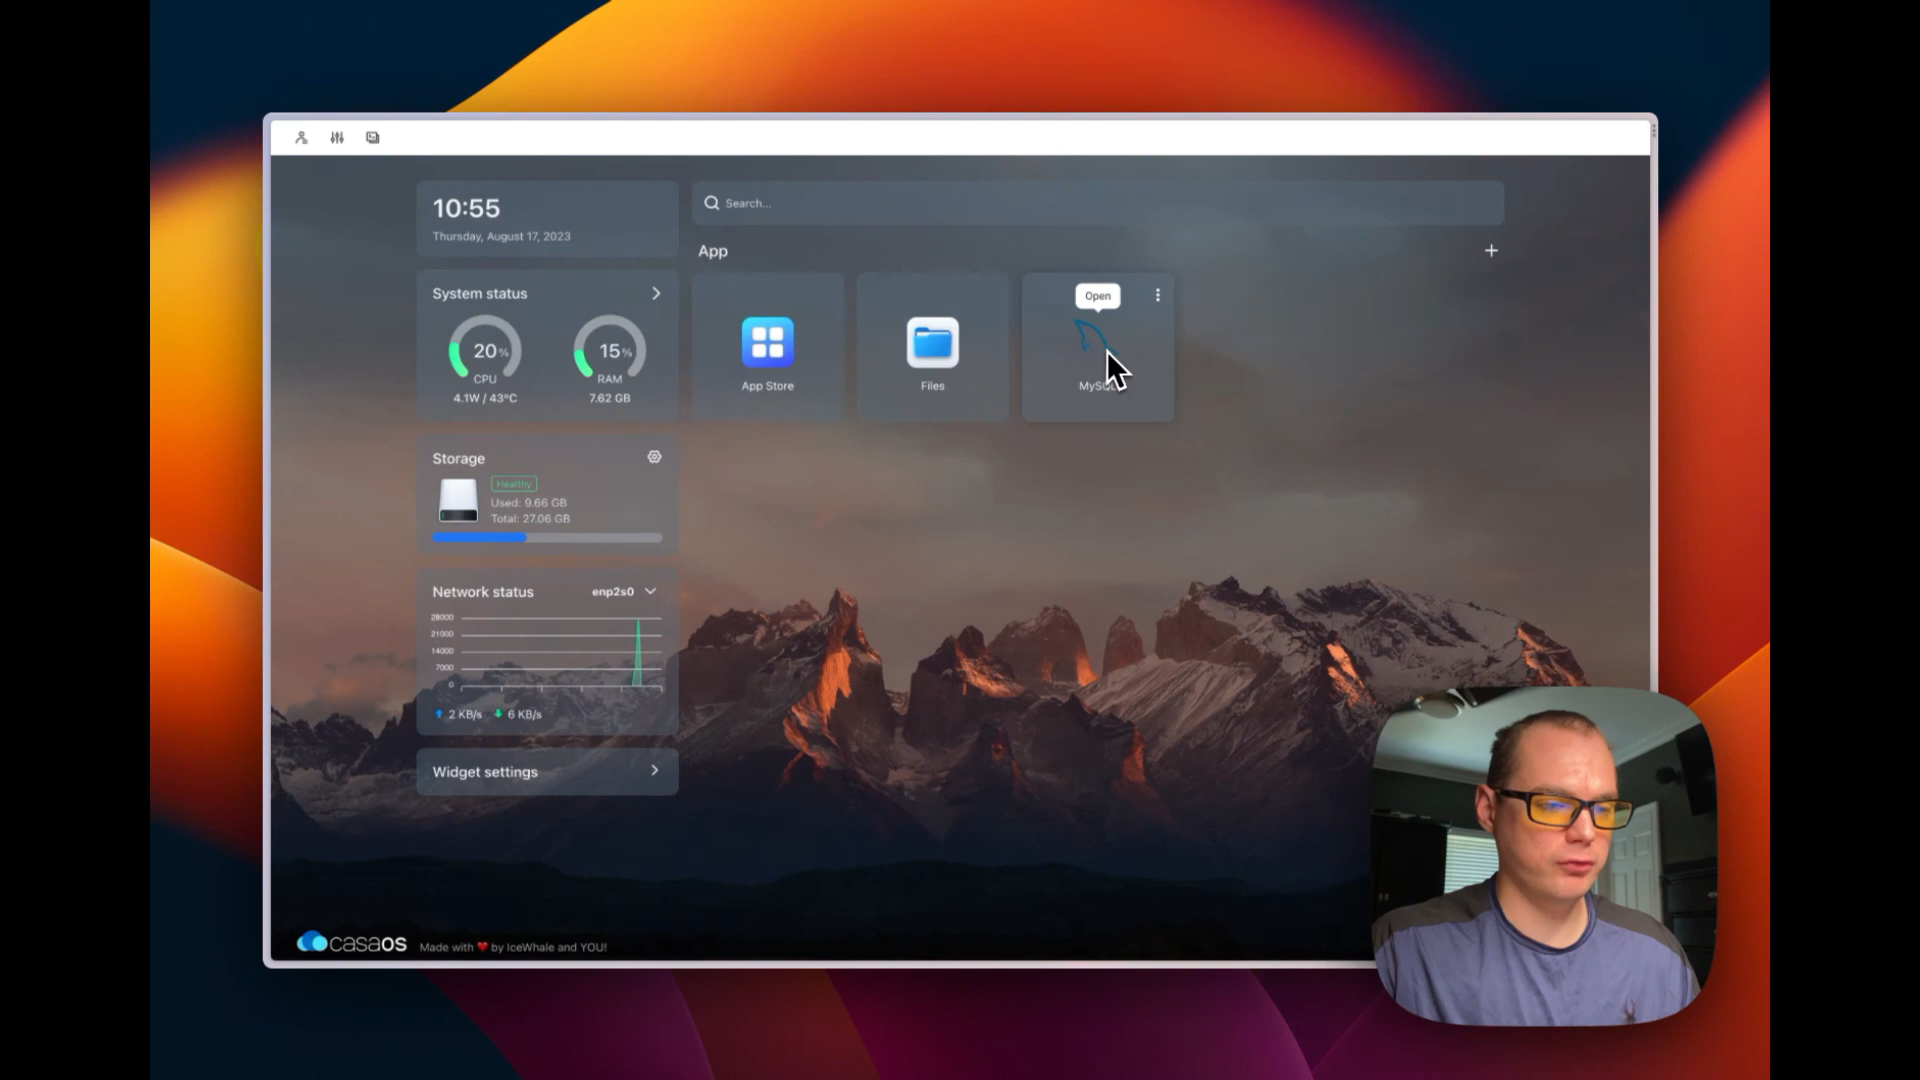 10:55
Thursday, August 17, 2023
Search...
App
+
System status
20%
CPU
4.1W / 43°C
15%
RAM
7.62 GB
Open
App Store
Files
Storage
Healthy
Used: 9.66 GB
Total: 27.06 GB
Network status
enp2s0
28000
21000
14000
7000
0
2 KB/s
6 KB/s
Widget settings
casaOS
Made with ❤ by IceWhale and YOU!